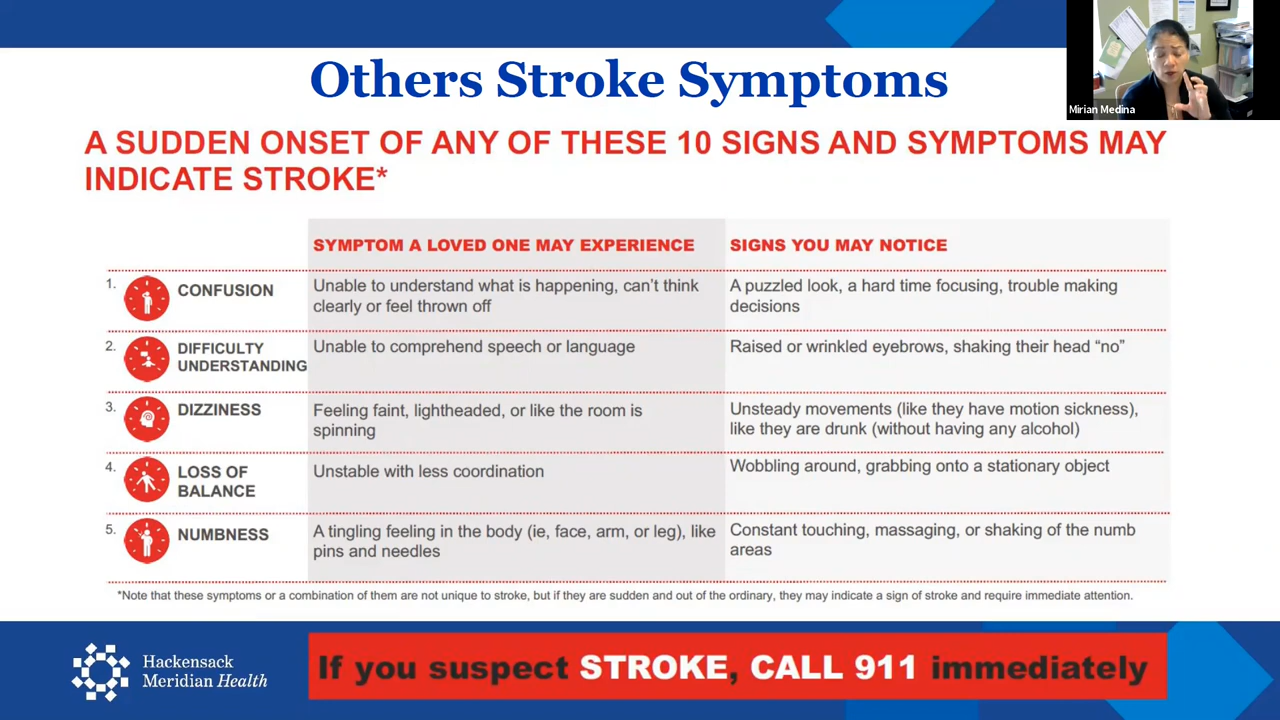 Others Stroke Symptoms
Mirian Medina
A SUDDEN ONSET OF ANY OF THESE 10 SIGNS AND SYMPTOMS MAY
INDICATE STROKE*
SYMPTOM A LOVED ONE MAY EXPERIENCE
SIGNS YOU MAY NOTICE
1.
CONFUSION
Unable to understand what is happening, can't think
clearly or feel thrown off
A puzzled look, a hard time focusing, trouble making
decisions
2.
DIFFICULTY
UNDERSTANDING
Unable to comprehend speech or language
Raised or wrinkled eyebrows, shaking their head “no”
3.
DIZZINESS
Feeling faint, lightheaded, or like the room is
spinning
Unsteady movements (like they have motion sickness),
like they are drunk (without having any alcohol)
4.
LOSS OF
BALANCE
Unstable with less coordination
Wobbling around, grabbing onto a stationary object
5.
NUMBNESS
A tingling feeling in the body (ie, face, arm, or leg), like
pins and needles
Constant touching, massaging, or shaking of the numb
areas
*Note that these symptoms or a combination of them are not unique to stroke, but if they are sudden and out of the ordinary, they may indicate a sign of stroke and require immediate attention.
Hackensack
Meridian Health
If you suspect STROKE, CALL 911 immediately